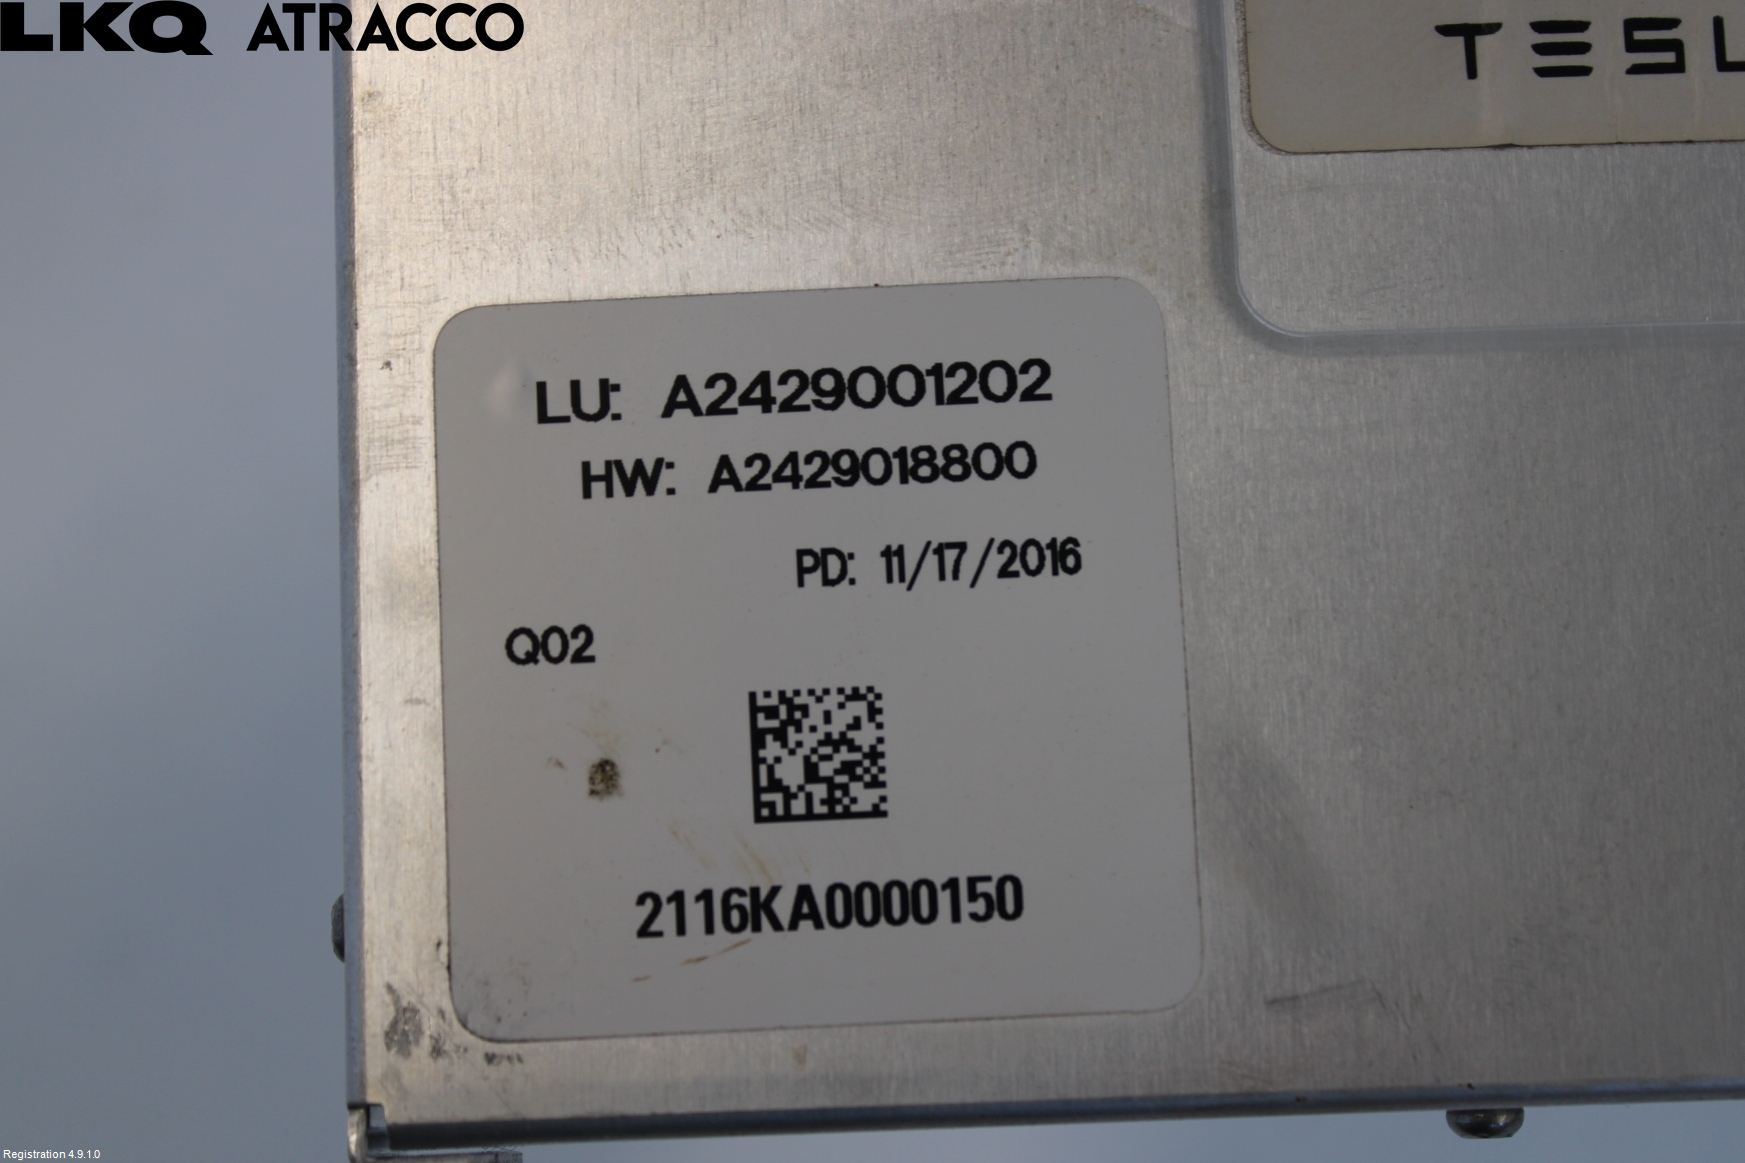 LKQ ATRACCO
TESL
LU: A2429001202
HW: A2429018800
PD: 11/17/2016
Q02
2116KA0000150
Registration 4.9.1.0